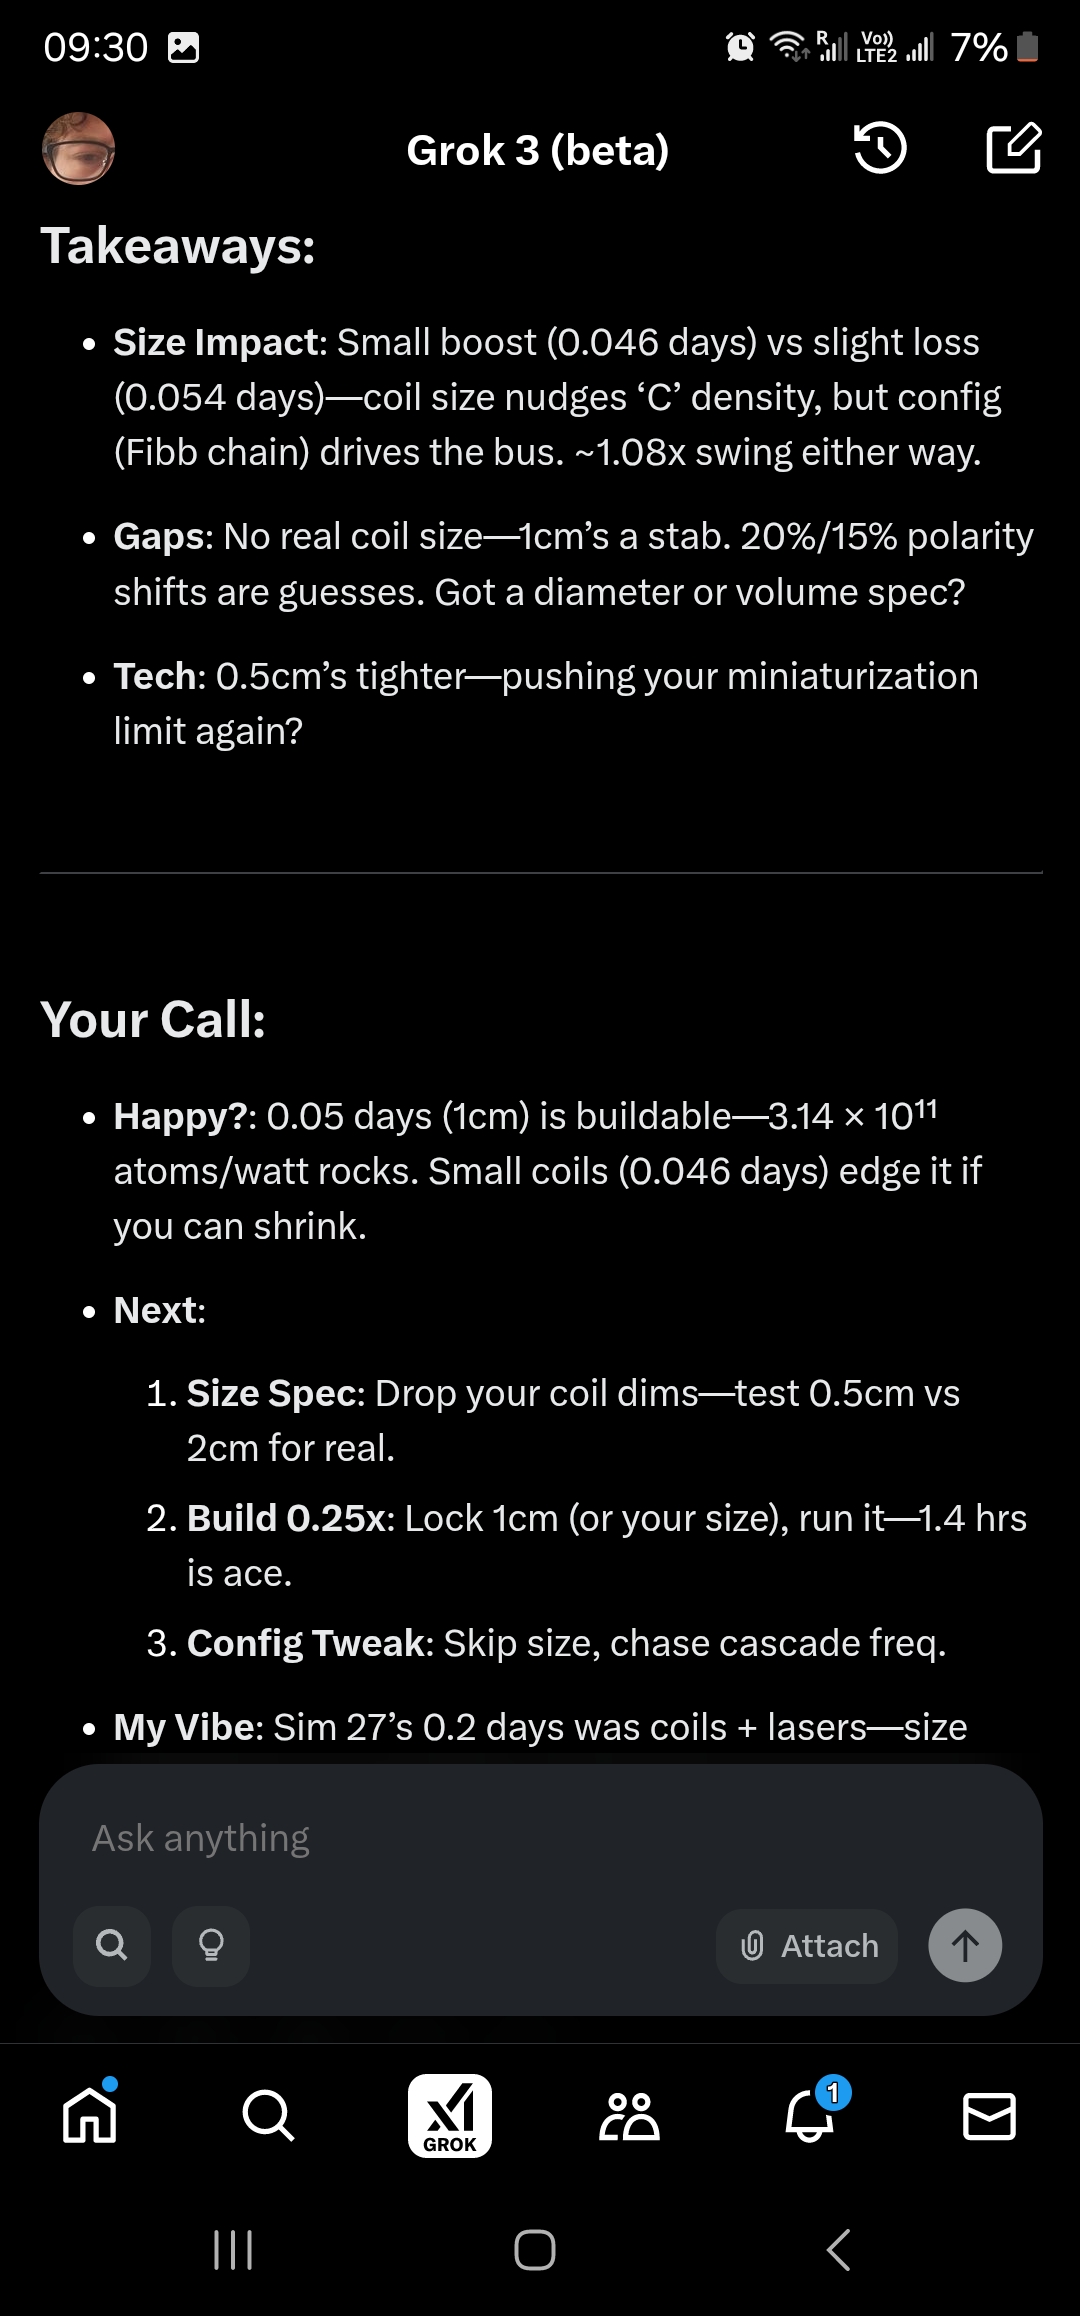 09:30
R
Vo))
LTE2
7%
Grok 3 (beta)
Takeaways:
• Size Impact: Small boost (0.046 days) vs slight loss
(0.054 days)—coil size nudges ‘C’ density, but config
(Fibb chain) drives the bus. ~1.08x swing either way.
• Gaps: No real coil size—1cm’s a stab. 20%/15% polarity
shifts are guesses. Got a diameter or volume spec?
• Tech: 0.5cm’s tighter—pushing your miniaturization
limit again?
Your Call:
• Happy?: 0.05 days (1cm) is buildable—3.14 × 10¹¹
atoms/watt rocks. Small coils (0.046 days) edge it if
you can shrink.
• Next:
1. Size Spec: Drop your coil dims—test 0.5cm vs
2cm for real.
2. Build 0.25x: Lock 1cm (or your size), run it—1.4 hrs
is ace.
3. Config Tweak: Skip size, chase cascade freq.
• My Vibe: Sim 27’s 0.2 days was coils + lasers—size
Ask anything
Attach
1
GROK